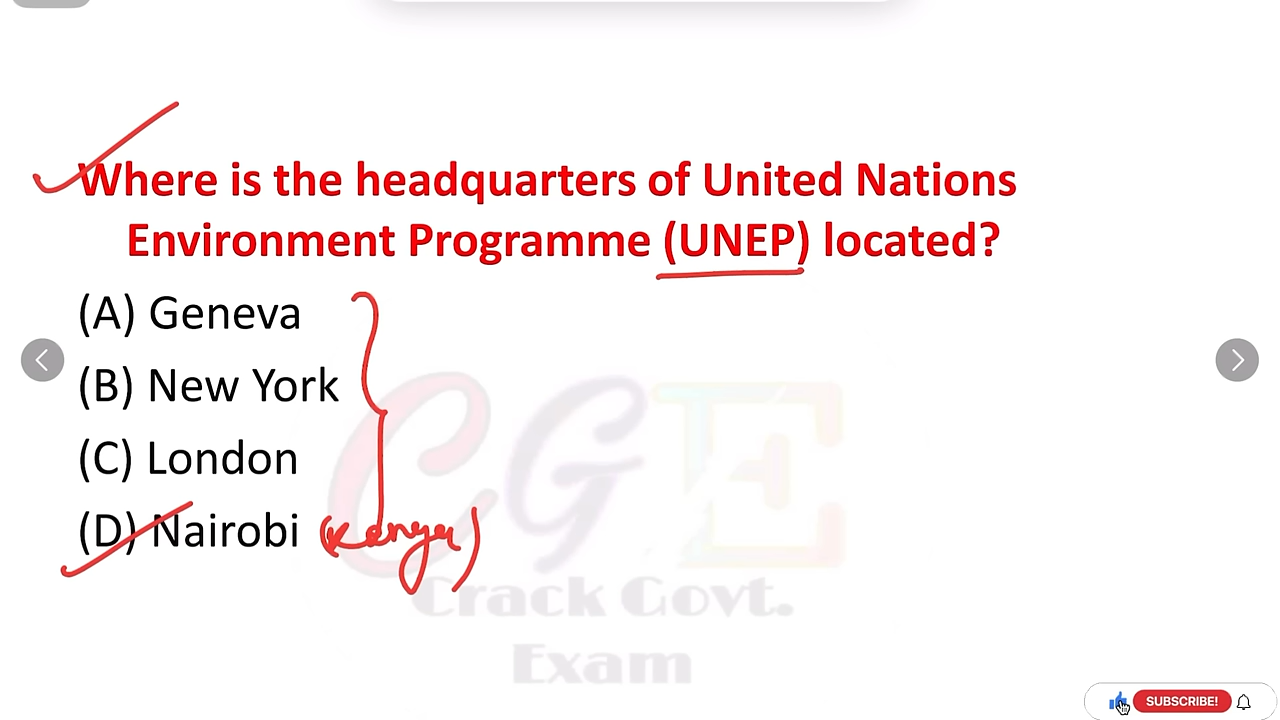 Where is the headquarters of United Nations
Environment Programme (UNEP) located?
(A) Geneva
(B) New York
(C) London
(D) Nairobi (Kenya)
CGE
Crack Govt.
Exam
SUBSCRIBE!